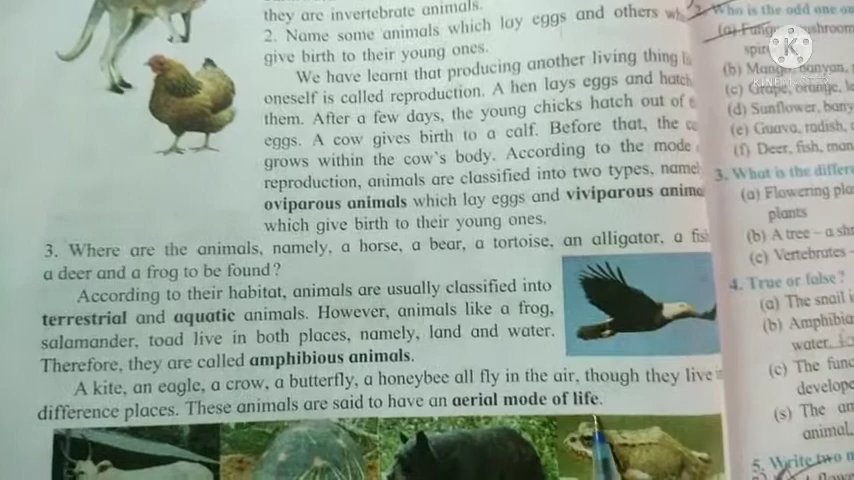 they are invertebrate animals.
2. Name some animals which lay eggs and others
give birth to their young ones.
We have learnt that producing another living thing
oneself is called reproduction. A hen lays eggs and hatch
them. After a few days, the young chicks hatch out of
eggs. A cow gives birth to a calf. Before that, the
grows within the cow's body. According to the mode
reproduction, animals are classified into two types, namel
oviparous animals which lay eggs and viviparous anima
which give birth to their young ones.
3. Where are the animals, namely, a horse, a bear, a tortoise, an alligator, a fish
a deer and a frog to be found?
According to their habitat, animals are usually classified into
terrestrial and aquatic animals. However, animals like a frog,
salamander, toad live in both places, namely, land and water.
Therefore, they are called amphibious animals.
A kite, an eagle, a crow, a butterfly, a honeybee all fly in the air, though they live
difference places. These animals are said to have an aerial mode of life.
Who is the odd one
(a) Fungi, mushroom
(b) Mango, banyan,
(c) Grape, orange,
(d) Sunflower, bany
(e) Guava, radish,
(f) Deer, fish, man
3. What is the differe
(a) Flowering pla
plants
(b) A tree – a shr
(c) Vertebrates –
4. True or false?
(a) The snail
(b) Amphibia
water.
(c) The func
develope
(s) The am
animal,
5. Write two
K
KINEMASTER